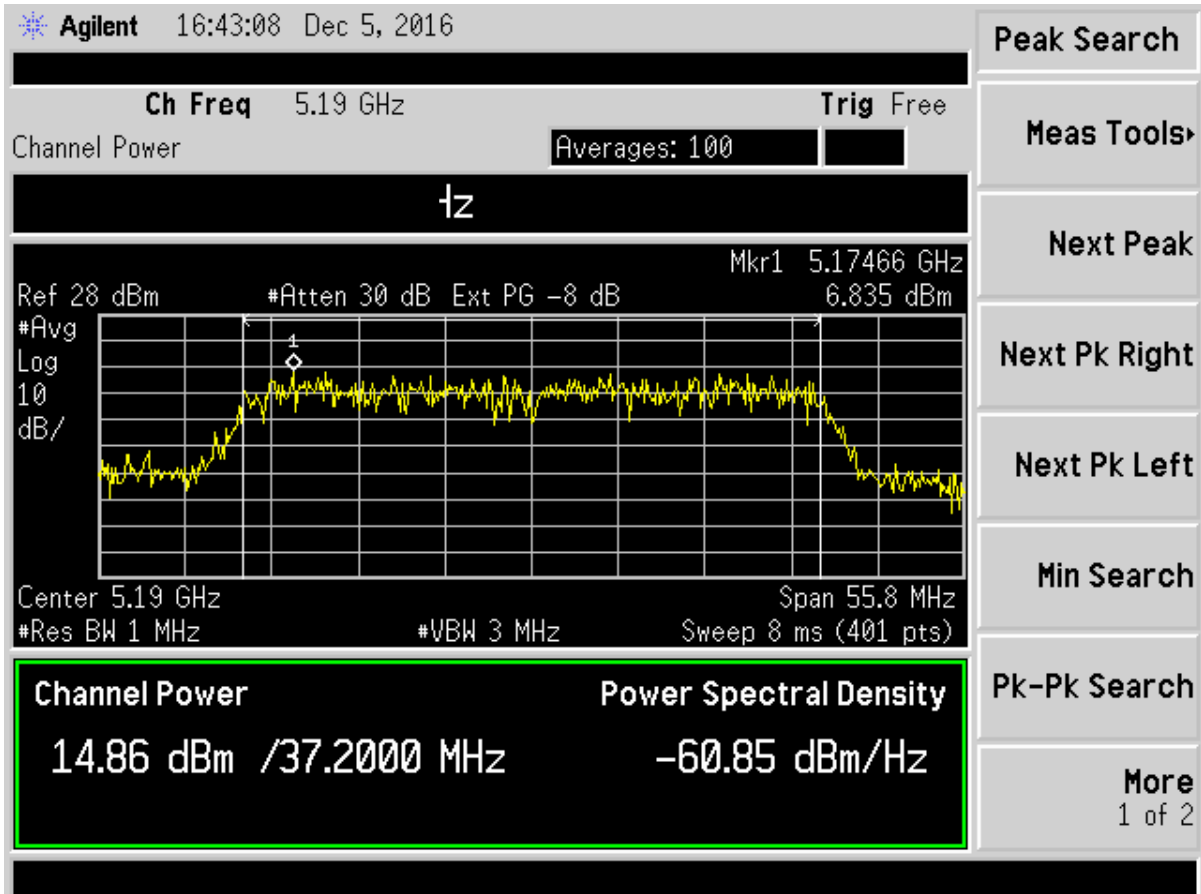 Agilent 16:43:08 Dec 5, 2016
Peak Search
Ch Freq 5.19 GHz Trig Free
Channel Power Averages: 100
Meas Tools
Hz
Next Peak
Mkr1 5.17466 GHz
Ref 28 dBm #Atten 30 dB Ext PG -8 dB 6.835 dBm
#Avg
Log
10
dB/
1
Next Pk Right
Next Pk Left
Center 5.19 GHz Span 55.8 MHz
#Res BW 1 MHz #VBW 3 MHz Sweep 8 ms (401 pts)
Min Search
Channel Power Power Spectral Density
14.86 dBm /37.2000 MHz -60.85 dBm/Hz
Pk-Pk Search
More
1 of 2